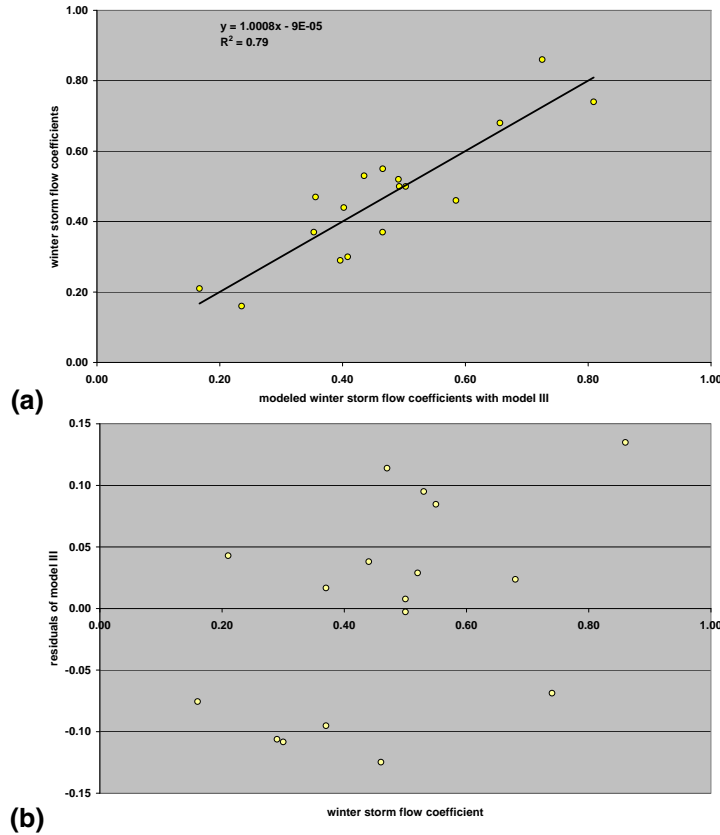 y = 1.0008x - 9E-05
R² = 0.79
1.00
0.80
0.60
0.40
0.20
0.00
winter storm flow coefficients
0.00 0.20 0.40 0.60 0.80 1.00
modeled winter storm flow coefficients with model III
(a)
0.15
0.10
0.05
0.00
-0.05
-0.10
-0.15
residuals of model III
0.00 0.20 0.40 0.60 0.80 1.00
winter storm flow coefficient
(b)